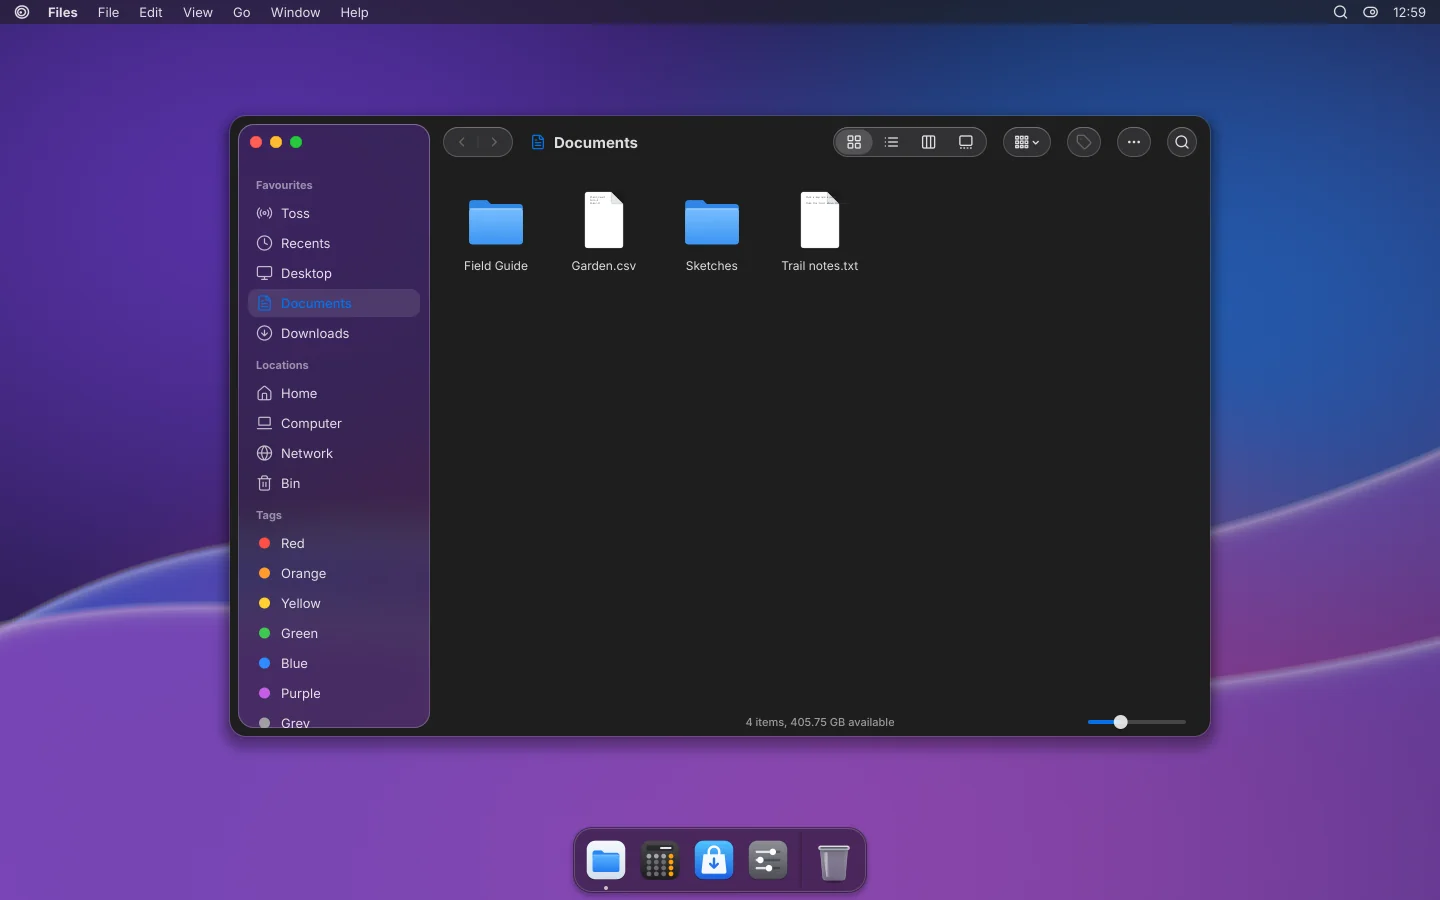 Files File Edit View Go Window Help 12:59
Documents
Favourites
Toss
Recents
Desktop
Documents
Downloads
Locations
Home
Computer
Network
Bin
Tags
Red
Orange
Yellow
Green
Blue
Purple
Grey
Field Guide
Garden.csv
Sketches
Trail notes.txt
4 items, 405.75 GB available